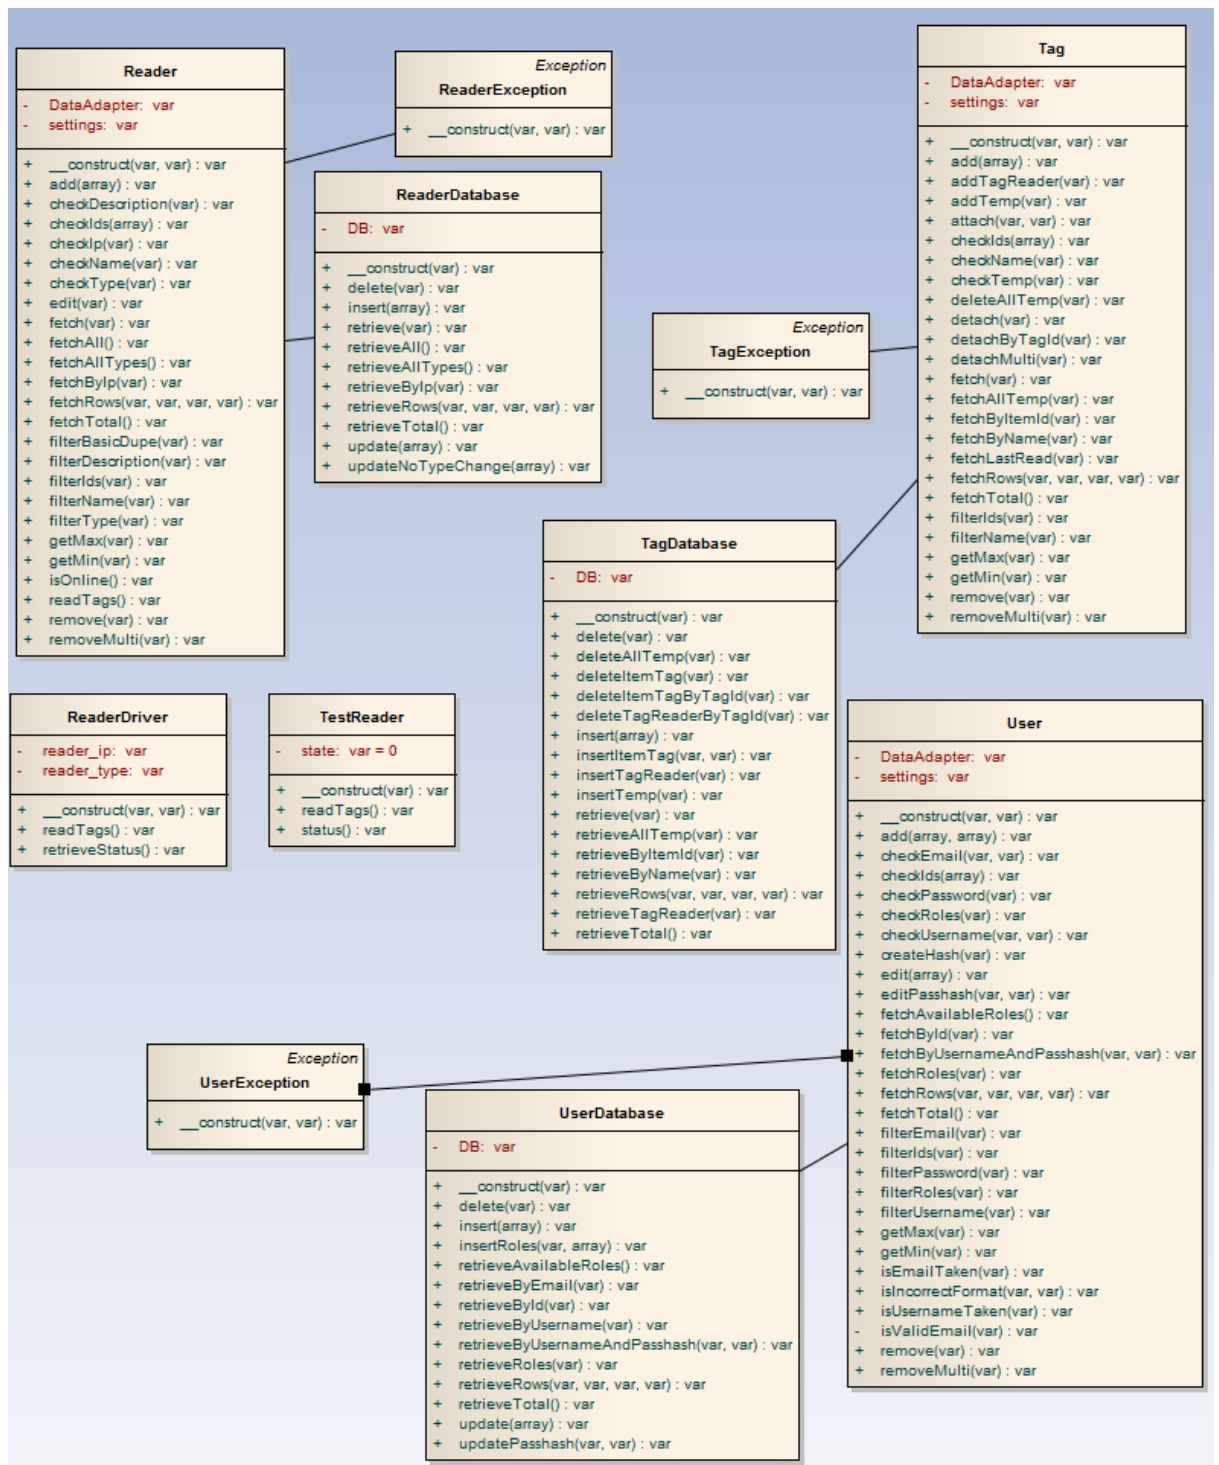 Reader
- DataAdapter: var
- settings: var
+ __construct(var, var) : var
+ add(array) : var
+ checkDescription(var) : var
+ checkIds(array) : var
+ checkIp(var) : var
+ checkName(var) : var
+ checkType(var) : var
+ edit(var) : var
+ fetch(var) : var
+ fetchAll() : var
+ fetchAllTypes() : var
+ fetchByIp(var) : var
+ fetchRows(var, var, var, var) : var
+ fetchTotal() : var
+ filterBasicDupe(var) : var
+ filterDescription(var) : var
+ filterIds(var) : var
+ filterName(var) : var
+ filterType(var) : var
+ getMax(var) : var
+ getMin(var) : var
+ isOnline() : var
+ readTags() : var
+ remove(var) : var
+ removeMulti(var) : var
Exception
ReaderException
+ __construct(var, var) : var
ReaderDatabase
- DB: var
+ __construct(var) : var
+ delete(var) : var
+ insert(array) : var
+ retrieve(var) : var
+ retrieveAll() : var
+ retrieveAllTypes() : var
+ retrieveByIp(var) : var
+ retrieveRows(var, var, var, var) : var
+ retrieveTotal() : var
+ update(array) : var
+ updateNoTypeChange(array) : var
Tag
- DataAdapter: var
- settings: var
+ __construct(var, var) : var
+ add(array) : var
+ addTagReader(var) : var
+ addTemp(var) : var
+ attach(var, var) : var
+ checkIds(array) : var
+ checkName(var) : var
+ checkTemp(var) : var
+ deleteAllTemp(var) : var
+ detach(var) : var
+ detachByTagId(var) : var
+ detachMulti(var) : var
+ fetch(var) : var
+ fetchAllTemp(var) : var
+ fetchByItemId(var) : var
+ fetchByName(var) : var
+ fetchLastRead(var) : var
+ fetchRows(var, var, var, var) : var
+ fetchTotal() : var
+ filterIds(var) : var
+ filterName(var) : var
+ getMax(var) : var
+ getMin(var) : var
+ remove(var) : var
+ removeMulti(var) : var
Exception
TagException
+ __construct(var, var) : var
TagDatabase
- DB: var
+ __construct(var) : var
+ delete(var) : var
+ deleteAllTemp(var) : var
+ deleteItemTag(var) : var
+ deleteItemTagByTagId(var) : var
+ deleteTagReaderByTagId(var) : var
+ insert(array) : var
+ insertItemTag(var, var) : var
+ insertTagReader(var) : var
+ insertTemp(var) : var
+ retrieve(var) : var
+ retrieveAllTemp(var) : var
+ retrieveByItemId(var) : var
+ retrieveByName(var) : var
+ retrieveRows(var, var, var, var) : var
+ retrieveTagReader(var) : var
+ retrieveTotal() : var
ReaderDriver
- reader_ip: var
- reader_type: var
+ __construct(var, var) : var
+ readTags() : var
+ retrieveStatus() : var
TestReader
- state: var = 0
+ __construct(var) : var
+ readTags() : var
+ status() : var
User
- DataAdapter: var
- settings: var
+ __construct(var, var) : var
+ add(array, array) : var
+ checkEmail(var, var) : var
+ checkIds(array) : var
+ checkPassword(var) : var
+ checkRoles(var) : var
+ checkUsername(var, var) : var
+ createHash(var) : var
+ edit(array) : var
+ editPasshash(var, var) : var
+ fetchAvailableRoles() : var
+ fetchById(var) : var
+ fetchByUsernameAndPasshash(var, var) : var
+ fetchRoles(var) : var
+ fetchRows(var, var, var, var) : var
+ fetchTotal() : var
+ filterEmail(var) : var
+ filterIds(var) : var
+ filterPassword(var) : var
+ filterRoles(var) : var
+ filterUsername(var) : var
+ getMax(var) : var
+ getMin(var) : var
+ isEmailTaken(var) : var
+ isIncorrectFormat(var, var) : var
+ isUsernameTaken(var) : var
- isValidEmail(var) : var
+ remove(var) : var
+ removeMulti(var) : var
Exception
UserException
+ __construct(var, var) : var
UserDatabase
- DB: var
+ __construct(var) : var
+ delete(var) : var
+ insert(array) : var
+ insertRoles(var, array) : var
+ retrieveAvailableRoles() : var
+ retrieveByEmail(var) : var
+ retrieveById(var) : var
+ retrieveByUsername(var) : var
+ retrieveByUsernameAndPasshash(var, var) : var
+ retrieveRoles(var) : var
+ retrieveRows(var, var, var, var) : var
+ retrieveTotal() : var
+ update(array) : var
+ updatePasshash(var, var) : var